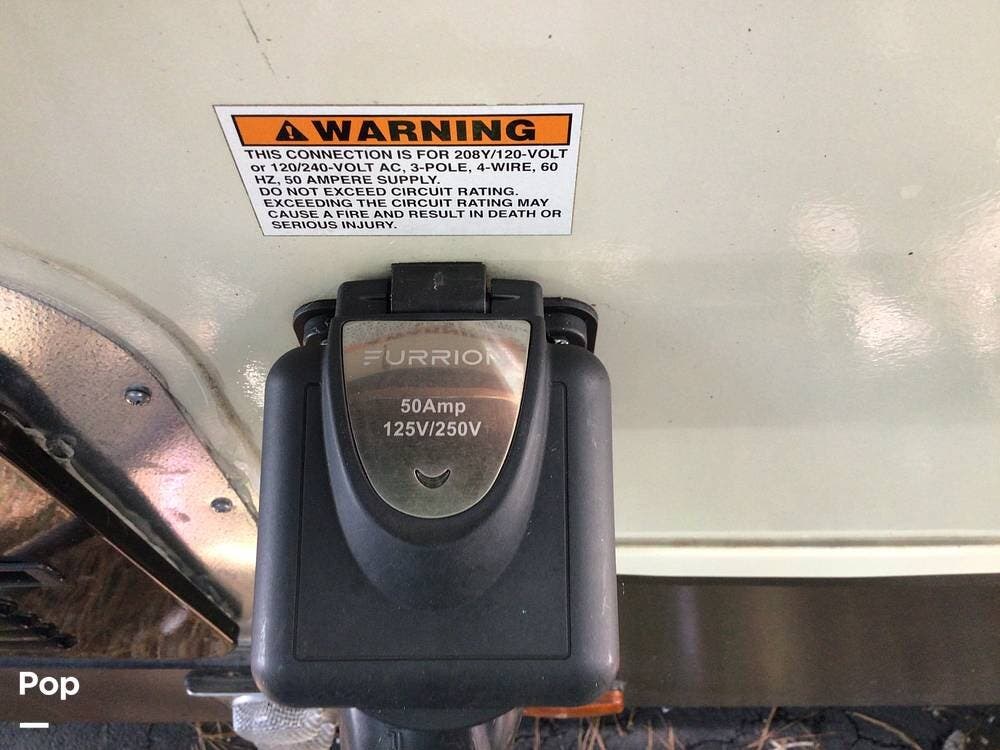 WARNING
THIS CONNECTION IS FOR 208Y/120-VOLT
or 120/240-VOLT AC, 3-POLE, 4-WIRE, 60
HZ, 50 AMPERE SUPPLY.
DO NOT EXCEED CIRCUIT RATING.
EXCEEDING THE CIRCUIT RATING MAY
CAUSE A FIRE AND RESULT IN DEATH OR
SERIOUS INJURY.
FURRION
50Amp
125V/250V
Pop